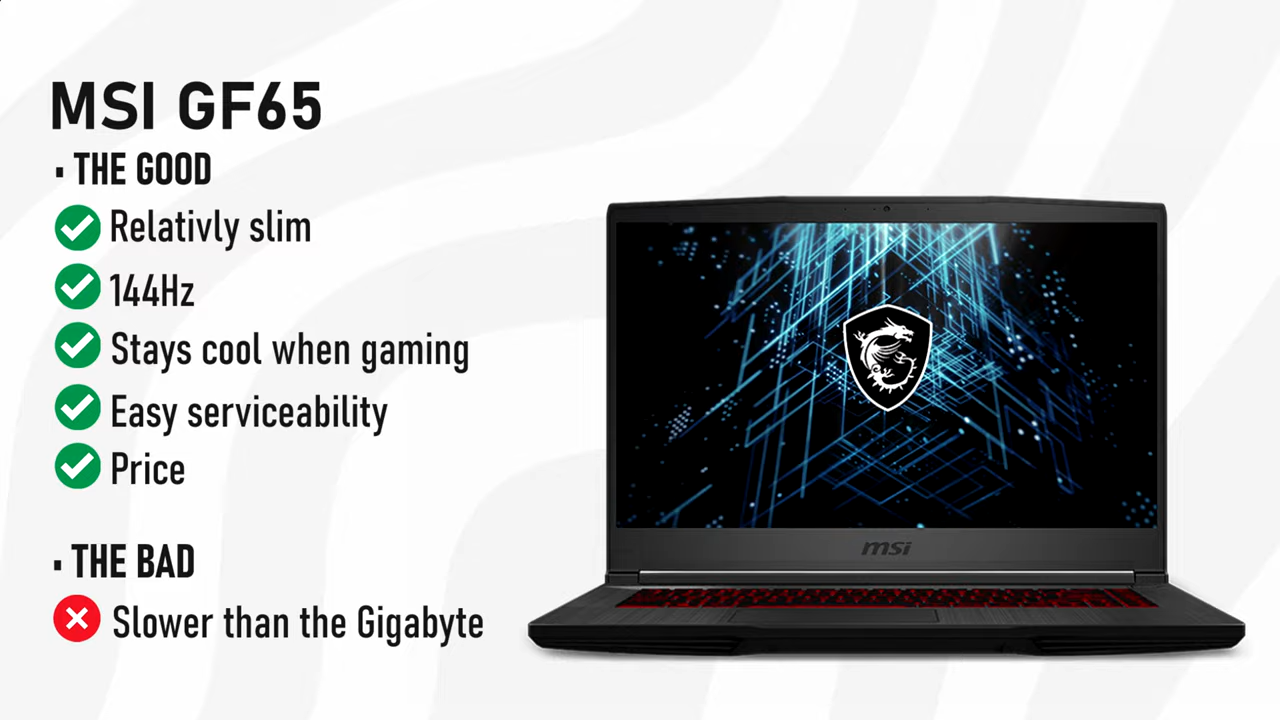 MSI GF65
· THE GOOD
Relativly slim
144Hz
Stays cool when gaming
Easy serviceability
Price
· THE BAD
Slower than the Gigabyte
msi